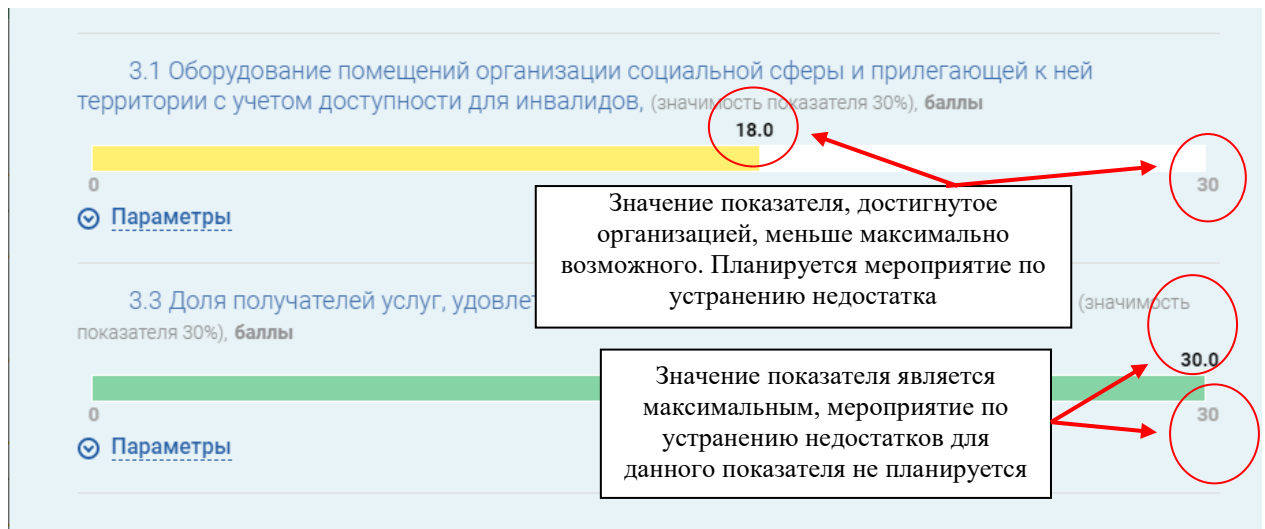 3.1 Оборудование помещений организации социальной сферы и прилегающей к ней
территории с учетом доступности для инвалидов, (значимость показателя 30%), баллы
18.0
0
30
Параметры
Значение показателя, достигнутое
организацией, меньше максимально
возможного. Планируется мероприятие по
устранению недостатка
3.3 Доля получателей услуг, (значимость
показателя 30%), баллы
30.0
0
30
Параметры
Значение показателя является
максимальным, мероприятие по
устранению недостатков для
данного показателя не планируется